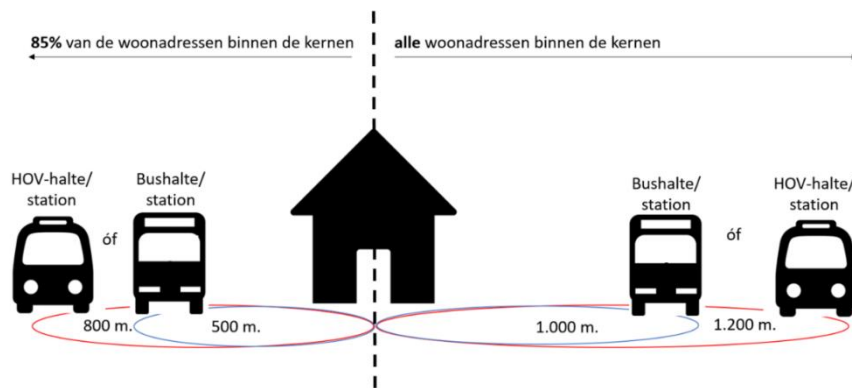 85% van de woonadressen binnen de kernen
alle woonadressen binnen de kernen
HOV-halte/
station
óf
Bushalte/
station
Bushalte/
station
óf
HOV-halte/
station
800 m.
500 m.
1.000 m.
1.200 m.